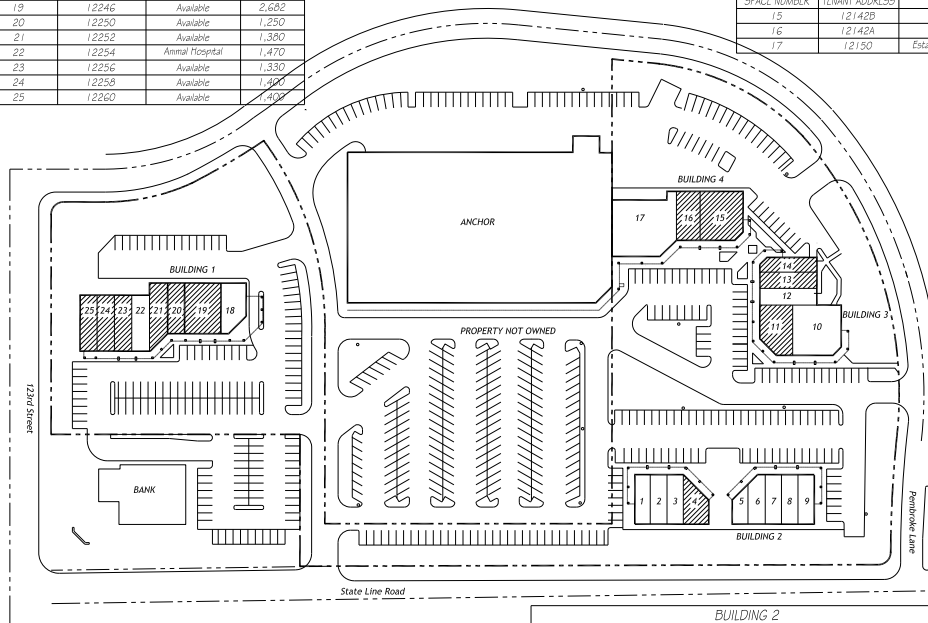 19 12246 Available 2,682
20 12250 Available 1,250
21 12252 Available 1,380
22 12254 Animal Hospital 1,470
23 12256 Available 1,330
24 12258 Available 1,400
25 12260 Available 1,400
SPACE NUMBER TENANT ADDRESS
15 12142B
16 12142A
17 12150 Esta
BUILDING 4
17 16 15
ANCHOR
BUILDING 1
25 24 23 22 21 20 19 18
14
13
12
11 10
BUILDING 3
PROPERTY NOT OWNED
123rd Street
BANK
1 2 3 4 5 6 7 8 9
BUILDING 2
Pembroke Lane
State Line Road
BUILDING 2